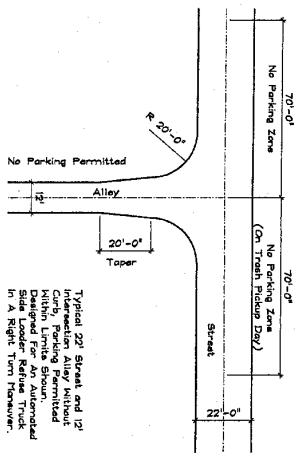 70'-0"
70'-0"
No Parking Zone
No Parking Zone
(On Trash Pickup Day)
R 20'-0"
No Parking Permitted
Alley
12'
20'-0"
Taper
Street
22'-0"
Typical 22' Street and 12'
Intersection Alley Without
Curb, Parking Permitted
Within Limits Shown.
Designed For An Automated
Side Loader Refuse Truck
In A Right Turn Maneuver.